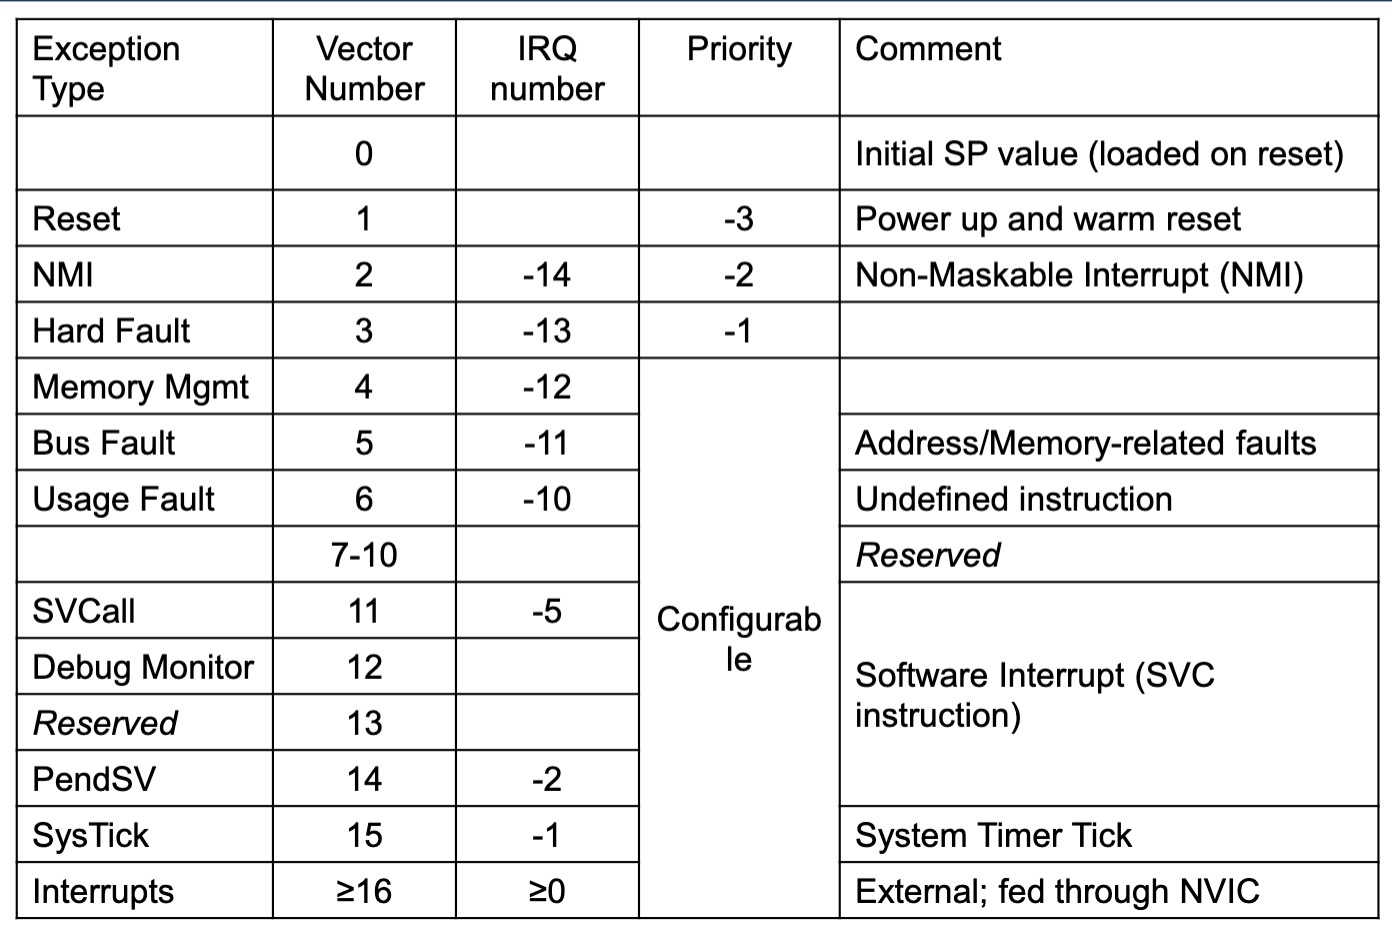 Exception Type Vector Number IRQ number Priority Comment
0 Initial SP value (loaded on reset)
Reset 1 -3 Power up and warm reset
NMI 2 -14 -2 Non-Maskable Interrupt (NMI)
Hard Fault 3 -13 -1
Memory Mgmt 4 -12
Bus Fault 5 -11 Address/Memory-related faults
Usage Fault 6 -10 Undefined instruction
7-10 Reserved
SVCall 11 -5
Configurab
le
Debug Monitor 12
Software Interrupt (SVC
instruction)
Reserved 13
PendSV 14 -2
SysTick 15 -1 System Timer Tick
Interrupts ≥16 ≥0 External; fed through NVIC